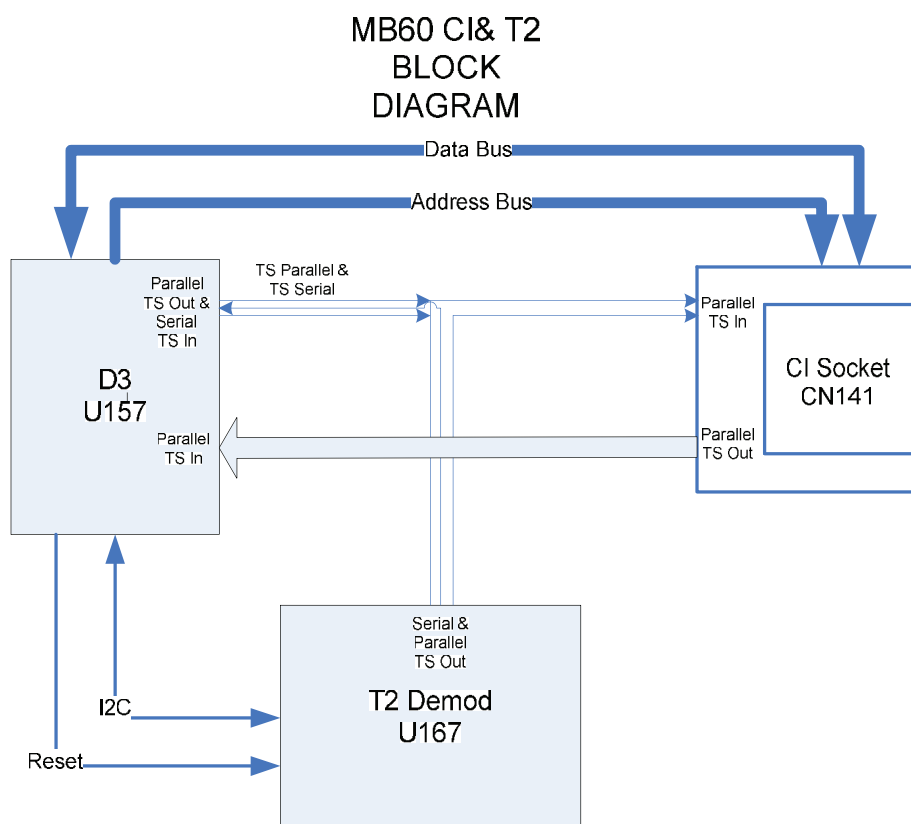 MB60 CI& T2
BLOCK
DIAGRAM
Data Bus
Address Bus
TS Parallel &
TS Serial
Parallel
TS Out &
Serial
TS In
D3
U157
Parallel
TS In
Parallel
TS In
CI Socket
CN141
Parallel
TS Out
Serial &
Parallel
TS Out
T2 Demod
U167
I2C
Reset